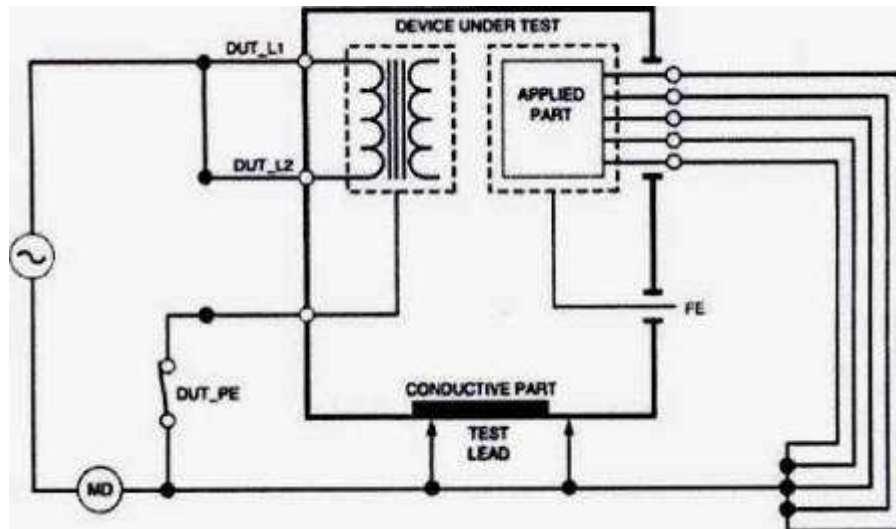 DEVICE UNDER TEST
DUT_L1
APPLIED
PART
DUT_L2
FE
DUT_PE
CONDUCTIVE PART
TEST
LEAD
MD